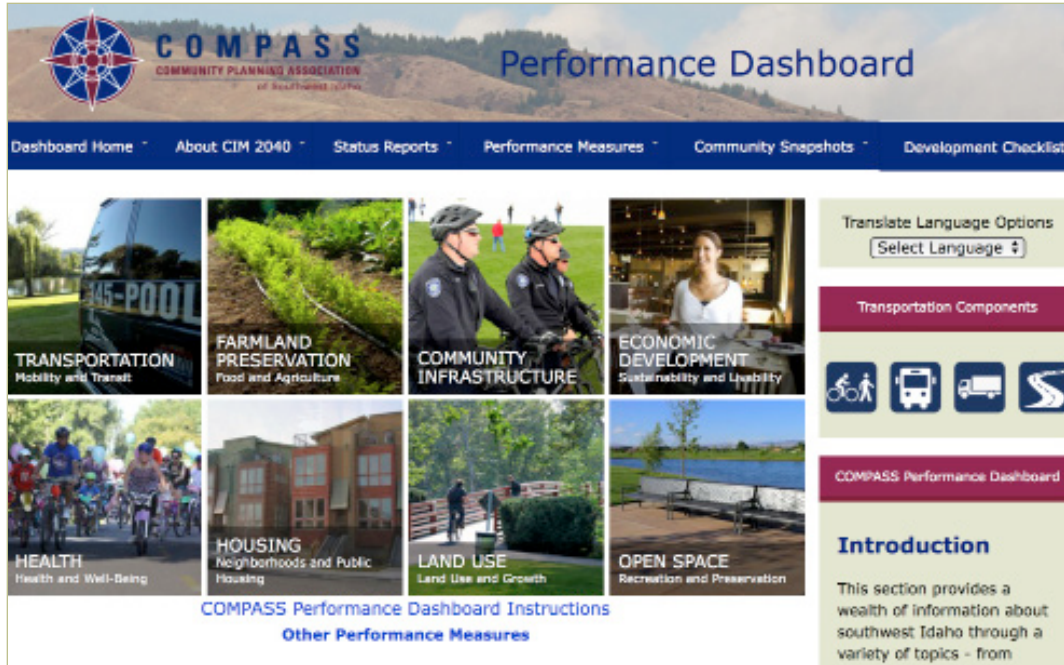 COMPASS
COMMUNITY PLANNING ASSOCIATION
of Southwest Idaho
Performance Dashboard
Dashboard Home
About CIM 2040
Status Reports
Performance Measures
Community Snapshots
Development Checklist
145-POOL
TRANSPORTATION
Mobility and Transit
FARMLAND
PRESERVATION
Food and Agriculture
COMMUNITY
INFRASTRUCTURE
ECONOMIC
DEVELOPMENT
Sustainability and Livability
HEALTH
Health and Well-Being
HOUSING
Neighborhoods and Public
Housing
LAND USE
Land Use and Growth
OPEN SPACE
Recreation and Preservation
COMPASS Performance Dashboard Instructions
Other Performance Measures
Translate Language Options
Select Language
Transportation Components
COMPASS Performance Dashboard
Introduction
This section provides a
wealth of information about
southwest Idaho through a
variety of topics - from